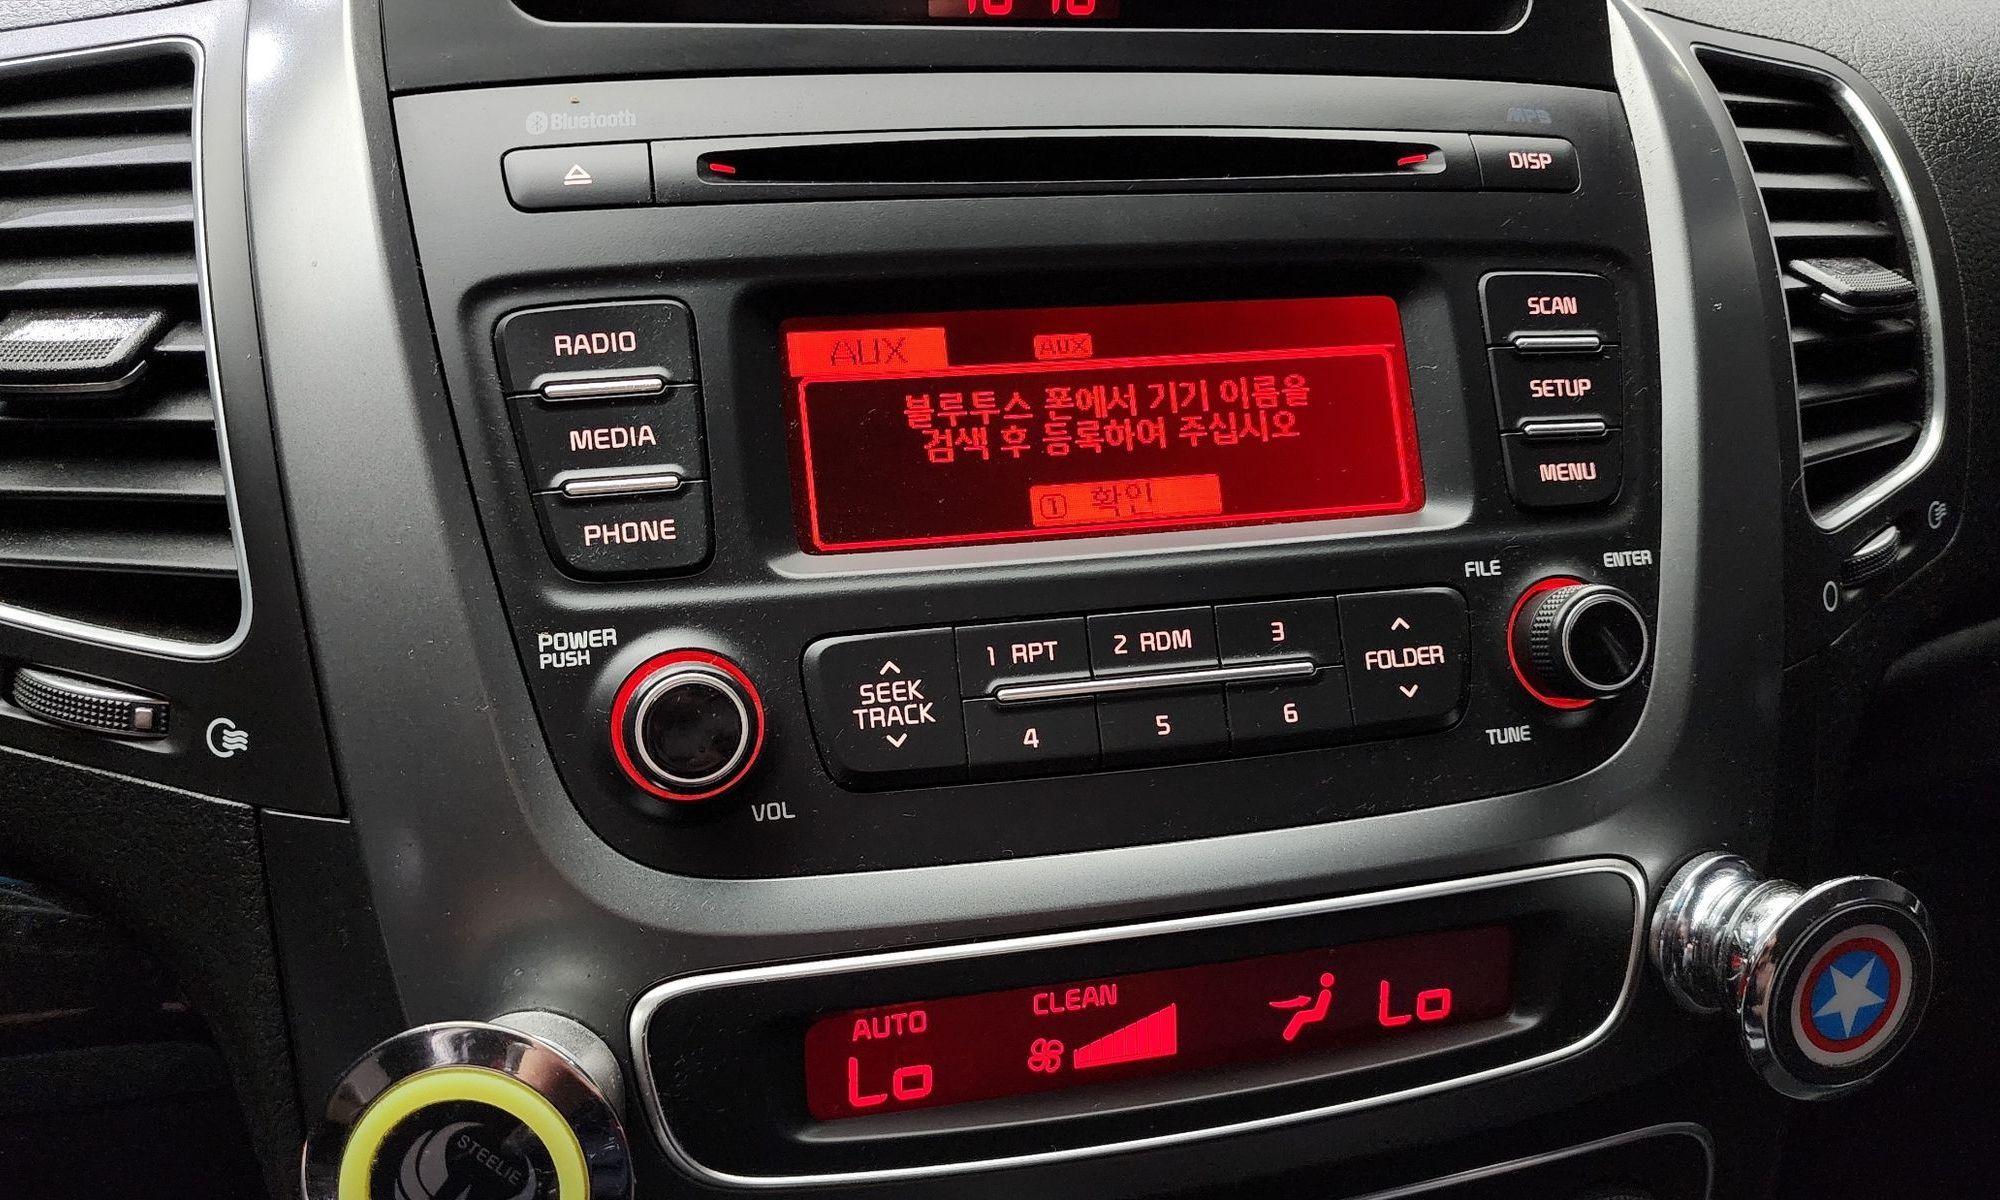 Bluetooth
MP3
DISP
RADIO
MEDIA
PHONE
AUX
AUX
블루투스 폰에서 기기 이름을
검색 후 등록하여 주십시오
① 확인
SCAN
SETUP
MENU
POWER
PUSH
VOL
SEEK
TRACK
1 RPT
2 RDM
3
4
5
6
FOLDER
FILE
ENTER
TUNE
0
AUTO
Lo
CLEAN
Lo
STEELIE